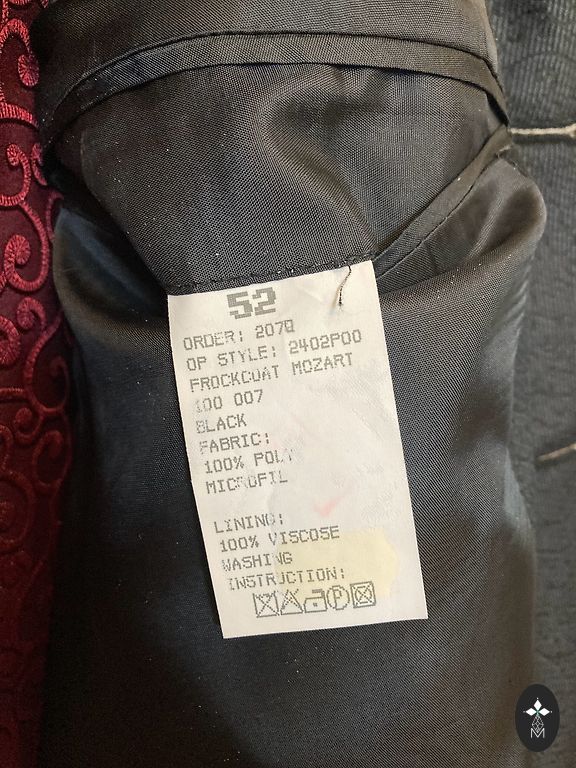 52
ORDER: 2079
OP STYLE: 2402P00
FROCKCOAT MOZART
100 007
BLACK
FABRIC:
100% POLY
MICROFIL
LINING:
100% VISCOSE
WASHING
INSTRUCTION:
P
M